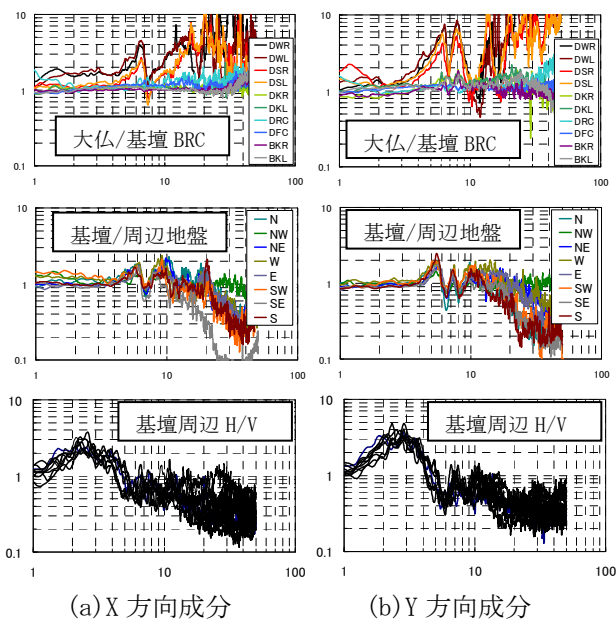 10
1
0.1
1
10
100
DWR
DWL
DSR
DSL
DKR
DKL
DRC
DFC
BKR
BKL
大仏/基壇 BRC
10
1
0.1
1
10
100
DWR
DWL
DSR
DSL
DKR
DKL
DRC
DFC
BKR
BKL
大仏/基壇 BRC
10
1
0.1
1
10
100
N
NW
NE
W
E
SW
SE
S
基壇/周辺地盤
10
1
0.1
1
10
100
N
NW
NE
W
E
SW
SE
S
基壇/周辺地盤
10
1
0.1
1
10
100
基壇周辺 H/V
10
1
0.1
1
10
100
基壇周辺 H/V
(a)X 方向成分
(b)Y 方向成分